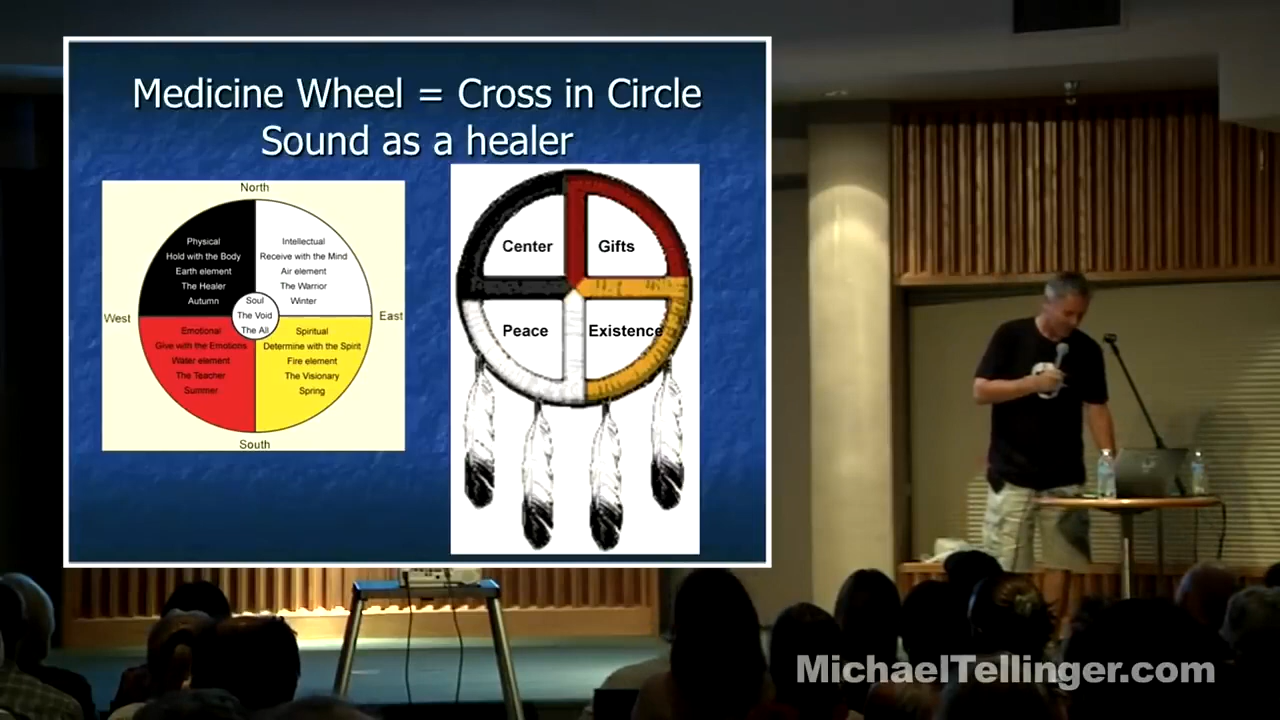 Medicine Wheel = Cross in Circle
Sound as a healer
North
Physical
Hold with the Body
Earth element
The Healer
Autumn
Intellectual
Receive with the Mind
Air element
The Warrior
Winter
West
Soul
The Void
The All
East
Emotional
Give with the Emotions
Water element
The Teacher
Summer
Spiritual
Determine with the Spirit
Fire element
The Visionary
Spring
South
Center
Gifts
Peace
Existence
MichaelTellinger.com